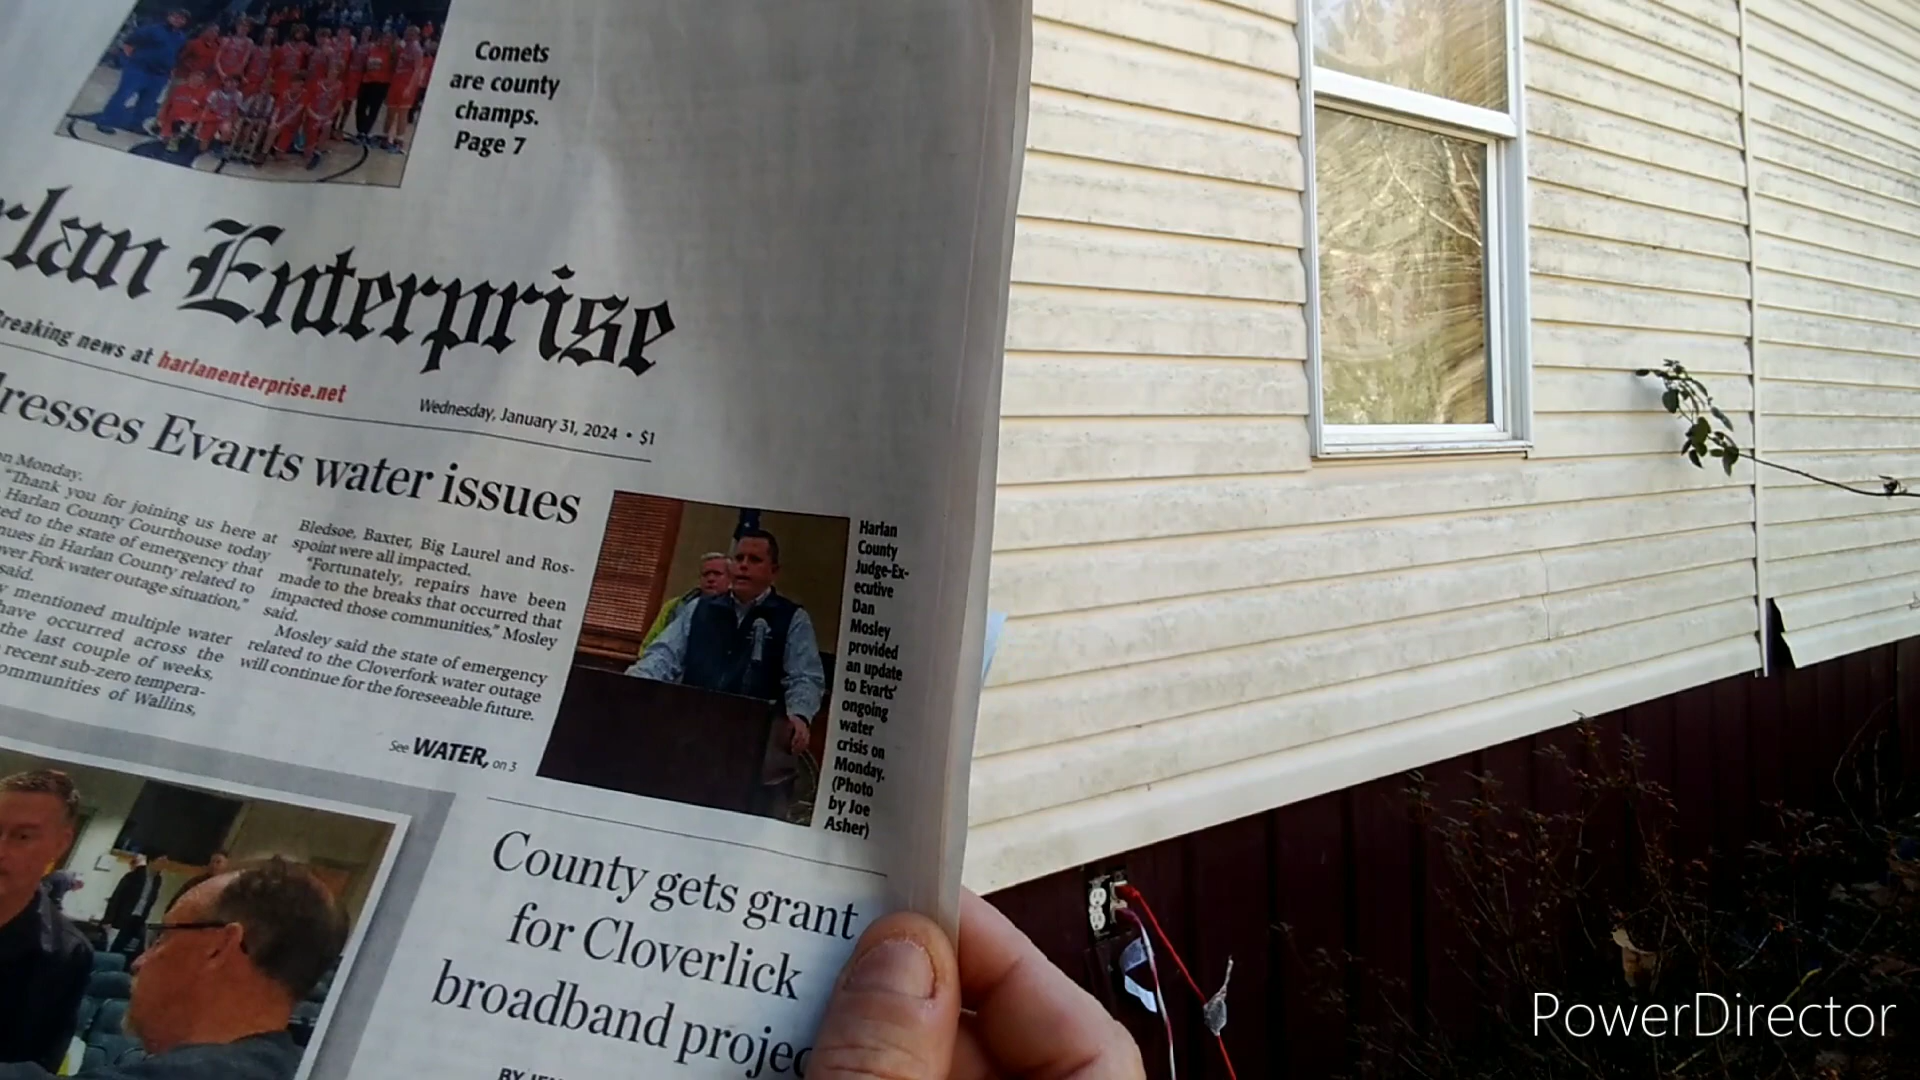 Comets
are county
champs.
Page 7
rlan Enterprise
Breaking news at harlanenterprise.net
Wednesday, January 31, 2024 • $1
resses Evarts water issues
on Monday.
"Thank you for joining us here at
Harlan County Courthouse today
ed to the state of emergency that
nues in Harlan County related to
ver Fork water outage situation,"
said.
y mentioned multiple water
have occurred across the
the last couple of weeks,
recent sub-zero tempera-
ommunities of Wallins,
Bledsoe, Baxter, Big Laurel and Ros-
spoint were all impacted.
"Fortunately, repairs have been
made to the breaks that occurred that
impacted those communities," Mosley
said.
Mosley said the state of emergency
related to the Cloverfork water outage
will continue for the foreseeable future.
See WATER, on 3
Harlan
County
Judge-Ex-
ecutive
Dan
Mosley
provided
an update
to Evarts'
ongoing
water
crisis on
Monday.
(Photo
by Joe
Asher)
County gets grant
for Cloverlick
broadband projec
BY
PowerDirector